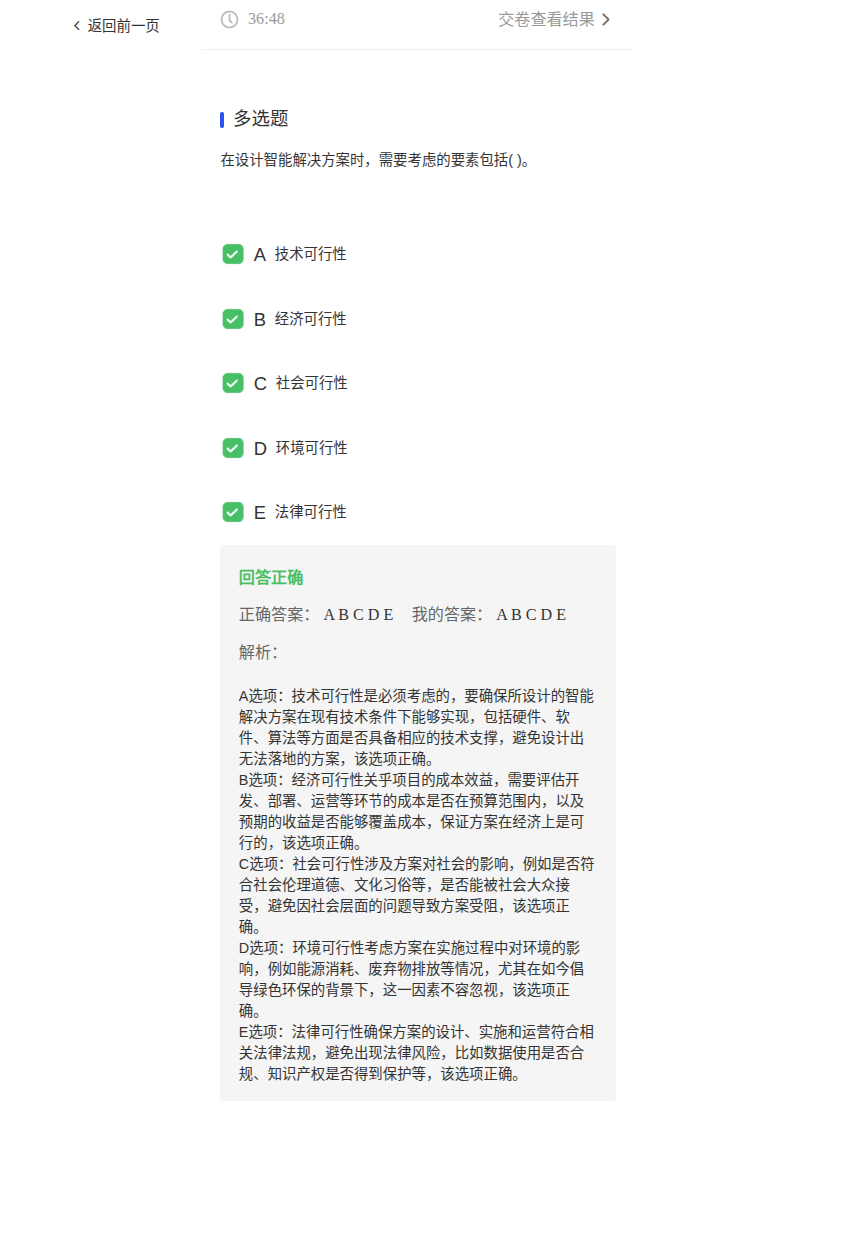 返回前一页
36:48
交卷查看结果
多选题
在设计智能解决方案时，需要考虑的要素包括( )。
A 技术可行性
B 经济可行性
C 社会可行性
D 环境可行性
E 法律可行性
回答正确
正确答案： A B C D E 我的答案： A B C D E
解析：
A选项：技术可行性是必须考虑的，要确保所设计的智能
解决方案在现有技术条件下能够实现，包括硬件、软
件、算法等方面是否具备相应的技术支撑，避免设计出
无法落地的方案，该选项正确。
B选项：经济可行性关乎项目的成本效益，需要评估开
发、部署、运营等环节的成本是否在预算范围内，以及
预期的收益是否能够覆盖成本，保证方案在经济上是可
行的，该选项正确。
C选项：社会可行性涉及方案对社会的影响，例如是否符
合社会伦理道德、文化习俗等，是否能被社会大众接
受，避免因社会层面的问题导致方案受阻，该选项正
确。
D选项：环境可行性考虑方案在实施过程中对环境的影
响，例如能源消耗、废弃物排放等情况，尤其在如今倡
导绿色环保的背景下，这一因素不容忽视，该选项正
确。
E选项：法律可行性确保方案的设计、实施和运营符合相
关法律法规，避免出现法律风险，比如数据使用是否合
规、知识产权是否得到保护等，该选项正确。